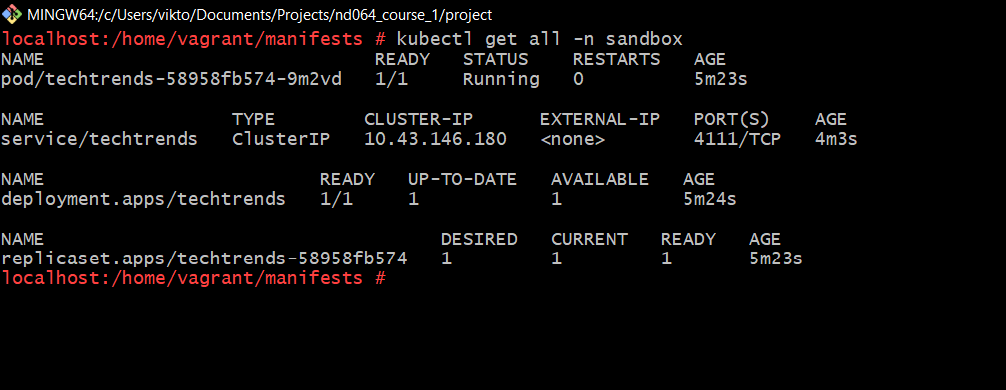 MINGW64:/c/Users/vikto/Documents/Projects/nd064_course_1/project
localhost:/home/vagrant/manifests # kubectl get all -n sandbox
NAME                              READY   STATUS    RESTARTS   AGE
pod/techtrends-58958fb574-9m2vd   1/1     Running   0          5m23s
NAME                 TYPE        CLUSTER-IP      EXTERNAL-IP   PORT(S)    AGE
service/techtrends   ClusterIP   10.43.146.180   <none>        4111/TCP   4m3s
NAME                         READY   UP-TO-DATE   AVAILABLE   AGE
deployment.apps/techtrends   1/1     1            1           5m24s
NAME                                    DESIRED   CURRENT   READY   AGE
replicaset.apps/techtrends-58958fb574   1         1         1       5m23s
localhost:/home/vagrant/manifests #